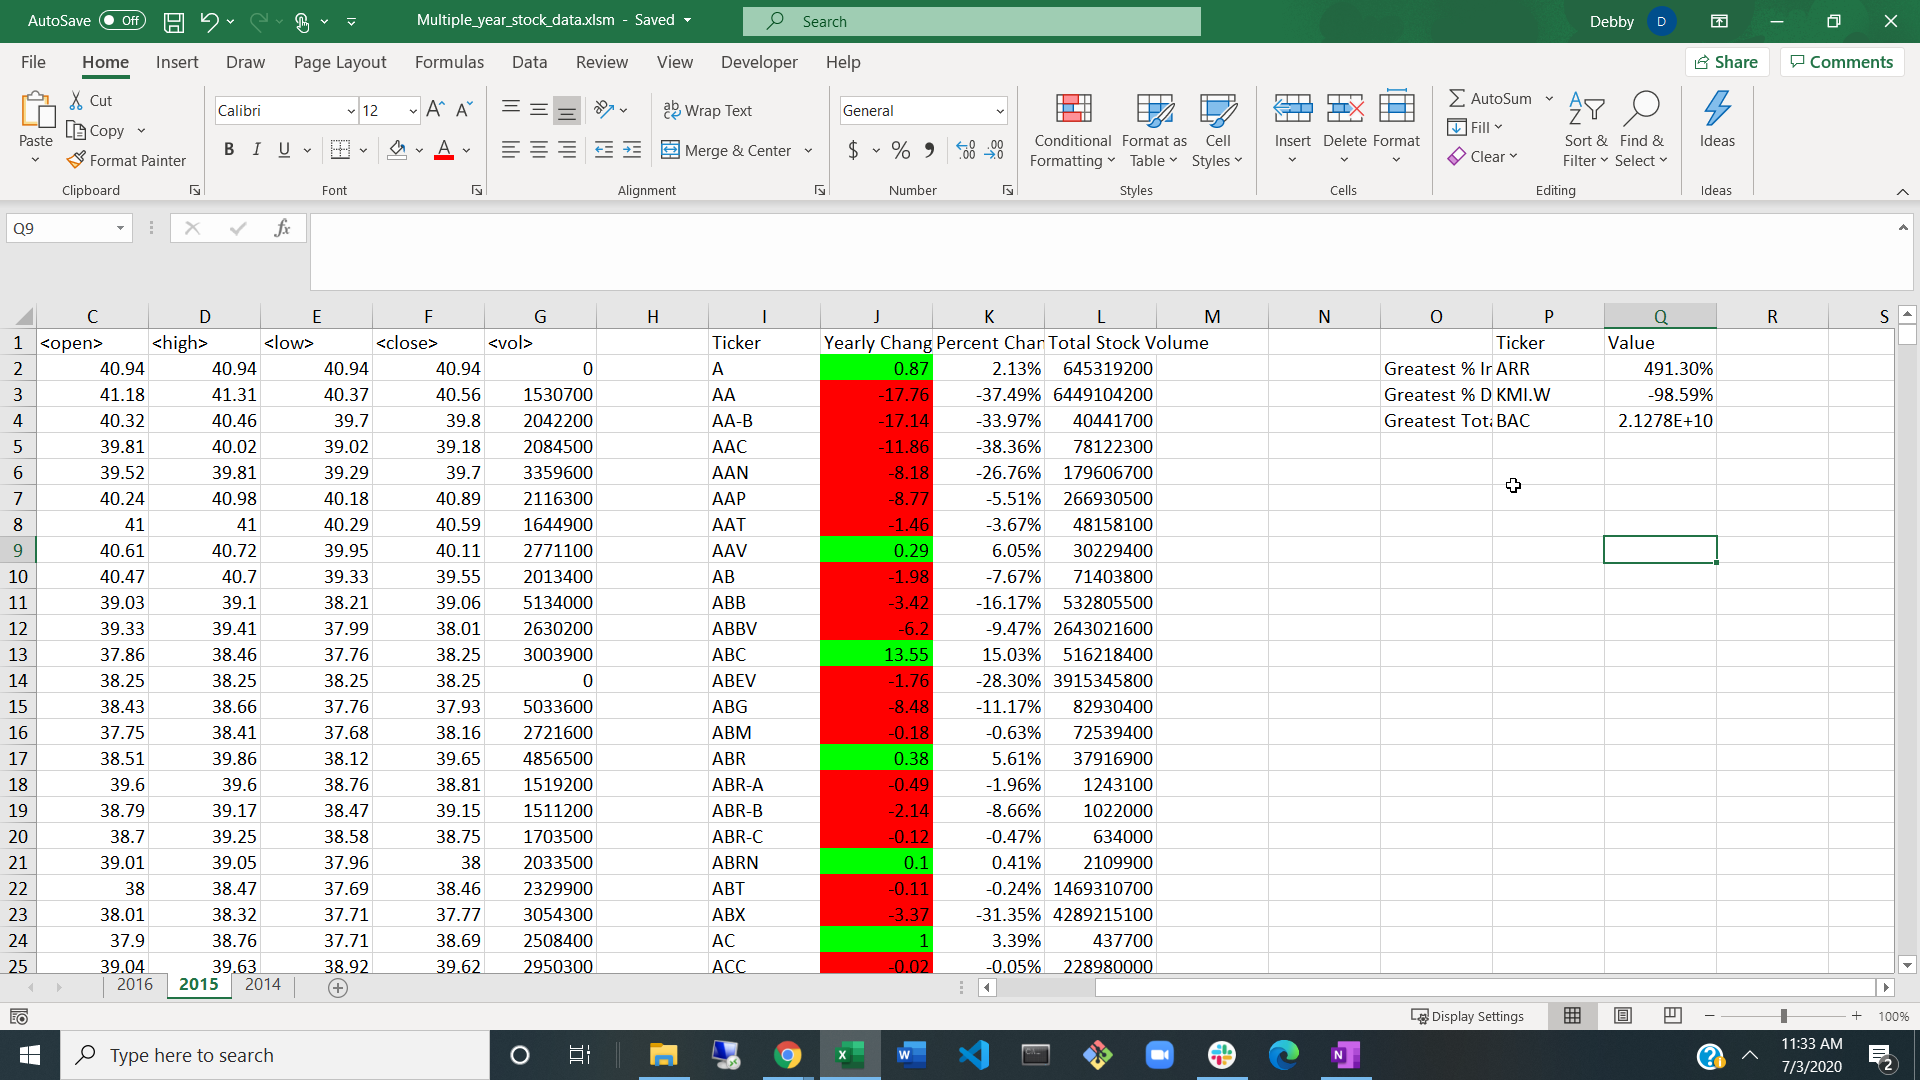 AutoSave Off Multiple_year_stock_data.xlsm - Saved Search Debby D
File Home Insert Draw Page Layout Formulas Data Review View Developer Help Share Comments
Paste Cut Copy Format Painter Clipboard
Calibri 12 A A B I U A Font
Wrap Text Merge & Center Alignment
General $ % Number
Conditional Formatting Format as Table Cell Styles Styles
Insert Delete Format Cells
AutoSum Fill Clear Sort & Filter Find & Select Editing
Ideas Ideas
Q9 fx
C D E F G H I J K L M N O P Q R S
1 <open> <high> <low> <close> <vol> Ticker Yearly Chang Percent Chan Total Stock Volume Ticker Value
2 40.94 40.94 40.94 40.94 0 A 0.87 2.13% 645319200 Greatest % In ARR 491.30%
3 41.18 41.31 40.37 40.56 1530700 AA -17.76 -37.49% 6449104200 Greatest % D KMI.W -98.59%
4 40.32 40.46 39.7 39.8 2042200 AA-B -17.14 -33.97% 40441700 Greatest Tota BAC 2.1278E+10
5 39.81 40.02 39.02 39.18 2084500 AAC -11.86 -38.36% 78122300
6 39.52 39.81 39.29 39.7 3359600 AAN -8.18 -26.76% 179606700
7 40.24 40.98 40.18 40.89 2116300 AAP -8.77 -5.51% 266930500
8 41 41 40.29 40.59 1644900 AAT -1.46 -3.67% 48158100
9 40.61 40.72 39.95 40.11 2771100 AAV 0.29 6.05% 30229400
10 40.47 40.7 39.33 39.55 2013400 AB -1.98 -7.67% 71403800
11 39.03 39.1 38.21 39.06 5134000 ABB -3.42 -16.17% 532805500
12 39.33 39.41 37.99 38.01 2630200 ABBV -6.2 -9.47% 2643021600
13 37.86 38.46 37.76 38.25 3003900 ABC 13.55 15.03% 516218400
14 38.25 38.25 38.25 38.25 0 ABEV -1.76 -28.30% 3915345800
15 38.43 38.66 37.76 37.93 5033600 ABG -8.48 -11.17% 82930400
16 37.75 38.41 37.68 38.16 2721600 ABM -0.18 -0.63% 72539400
17 38.51 39.86 38.12 39.65 4856500 ABR 0.38 5.61% 37916900
18 39.6 39.6 38.76 38.81 1519200 ABR-A -0.49 -1.96% 1243100
19 38.79 39.17 38.47 39.15 1511200 ABR-B -2.14 -8.66% 1022000
20 38.7 39.25 38.58 38.75 1703500 ABR-C -0.12 -0.47% 634000
21 39.01 39.05 37.96 38 2033500 ABRN 0.1 0.41% 2109900
22 38 38.47 37.69 38.46 2329900 ABT -0.11 -0.24% 1469310700
23 38.01 38.32 37.71 37.77 3054300 ABX -3.37 -31.35% 4289215100
24 37.9 38.76 37.71 38.69 2508400 AC 1 3.39% 437700
25 39.04 39.63 38.92 39.62 2950300 ACC -0.02 -0.05% 228980000
2016 2015 2014
Display Settings 100%
Type here to search 11:33 AM
7/3/2020 2